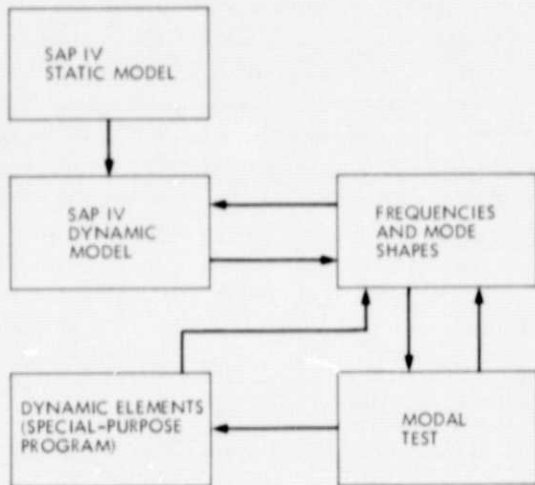 SAP IV
STATIC MODEL
SAP IV
DYNAMIC
MODEL
FREQUENCIES
AND MODE
SHAPES
DYNAMIC ELEMENTS
(SPECIAL-PURPOSE
PROGRAM)
MODAL
TEST